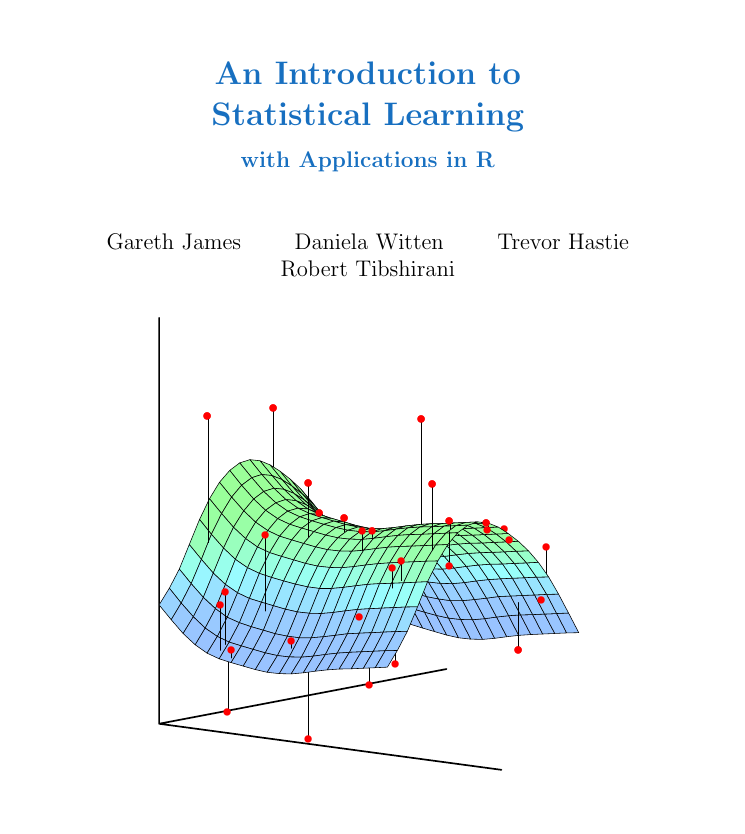 An Introduction to
Statistical Learning
with Applications in R
Gareth James Daniela Witten Trevor Hastie
Robert Tibshirani